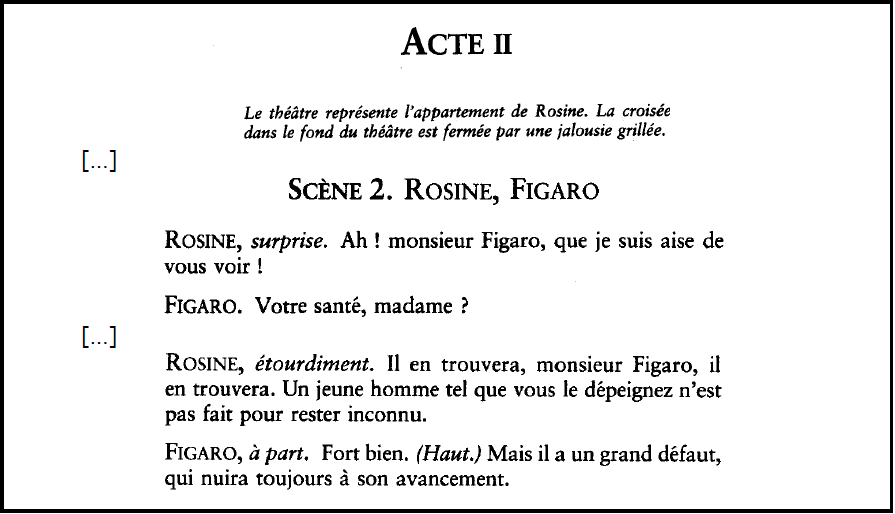 ACTE II
Le théâtre représente l'appartement de Rosine. La croisée
dans le fond du théâtre est fermée par une jalousie grillée.
[...]
SCÈNE 2. ROSINE, FIGARO
ROSINE, surprise. Ah ! monsieur Figaro, que je suis aise de
vous voir !
FIGARO. Votre santé, madame ?
[...]
ROSINE, étourdiment. Il en trouvera, monsieur Figaro, il
en trouvera. Un jeune homme tel que vous le dépeignez n'est
pas fait pour rester inconnu.
FIGARO, à part. Fort bien. (Haut.) Mais il a un grand défaut,
qui nuira toujours à son avancement.